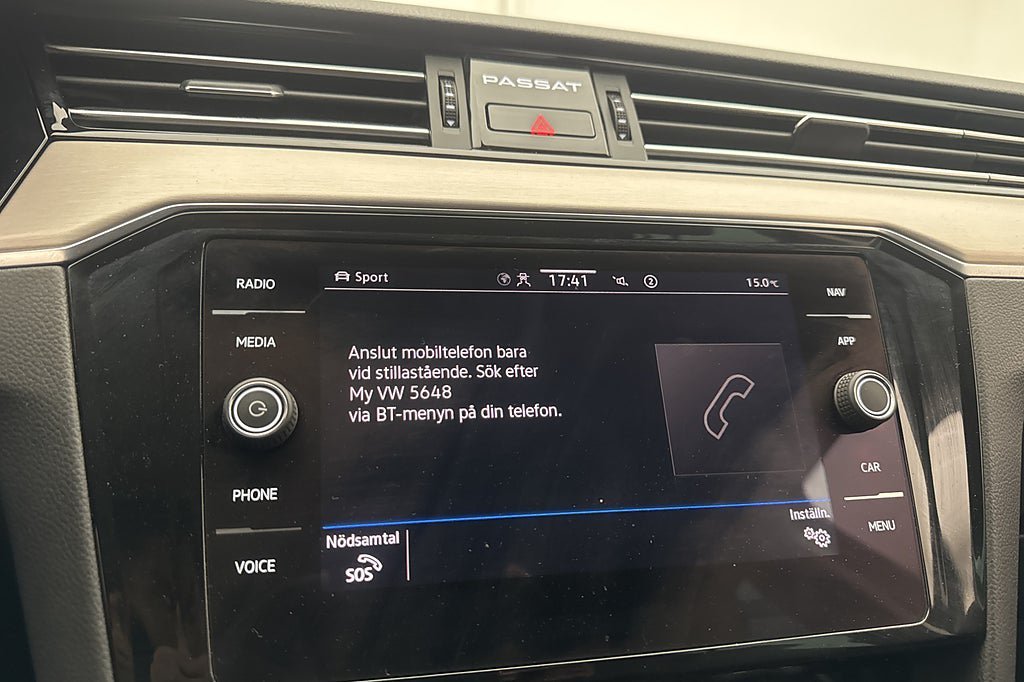 PASSAT
RADIO
MEDIA
PHONE
VOICE
Sport
17:41
2
15.0°C
Anslut mobiltelefon bara
vid stillastående. Sök efter
My VW 5648
via BT-menyn på din telefon.
Nödsamtal
SOS
Inställn.
NAV
APP
CAR
MENU